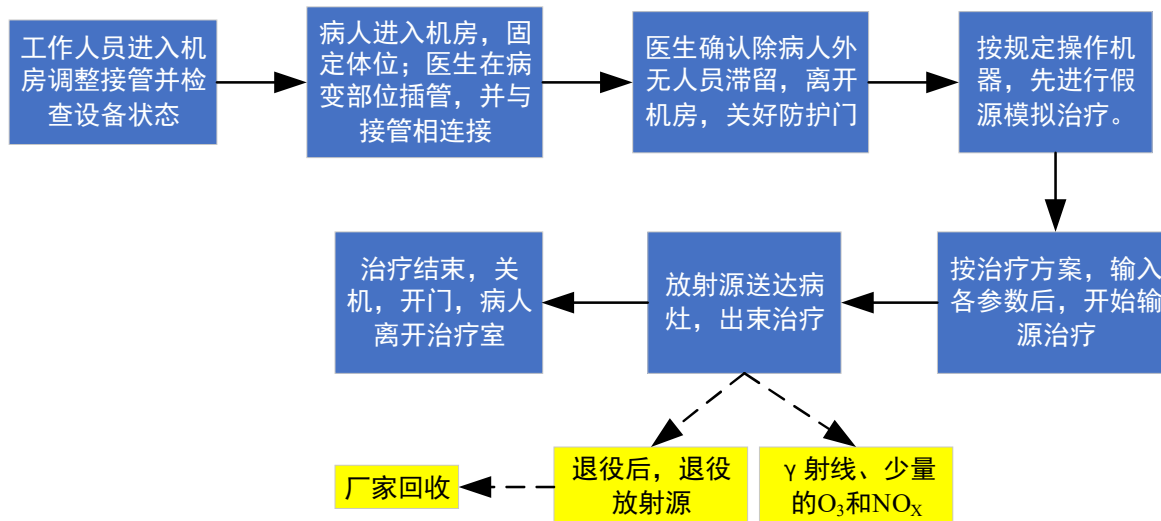 工作人员进入机
房调整接管并检
查设备状态
病人进入机房，固
定体位；医生在病
变部位插管，并与
接管相连接
医生确认除病人外
无人员滞留，离开
机房，关好防护门
按规定操作机
器，先进行假
源模拟治疗。
按治疗方案，输入
各参数后，开始输
源治疗
放射源送达病
灶，出束治疗
治疗结束，关
机，开门，病人
离开治疗室
厂家回收
退役后，退役
放射源
γ射线、少量
的O₃和NOₓ